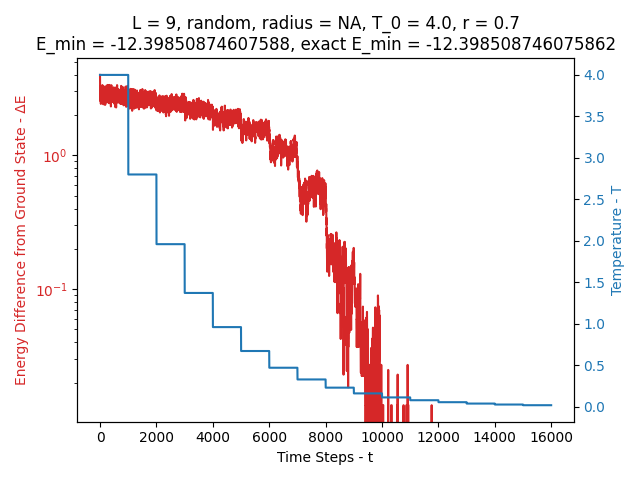 L = 9, random, radius = NA, T_0 = 4.0, r = 0.7
E_min = -12.39850874607588, exact E_min = -12.398508746075862
Energy Difference from Ground State - ΔE
10^0
10^-1
4.0
3.5
3.0
2.5
2.0
1.5
1.0
0.5
0.0
Temperature - T
0 2000 4000 6000 8000 10000 12000 14000 16000
Time Steps - t